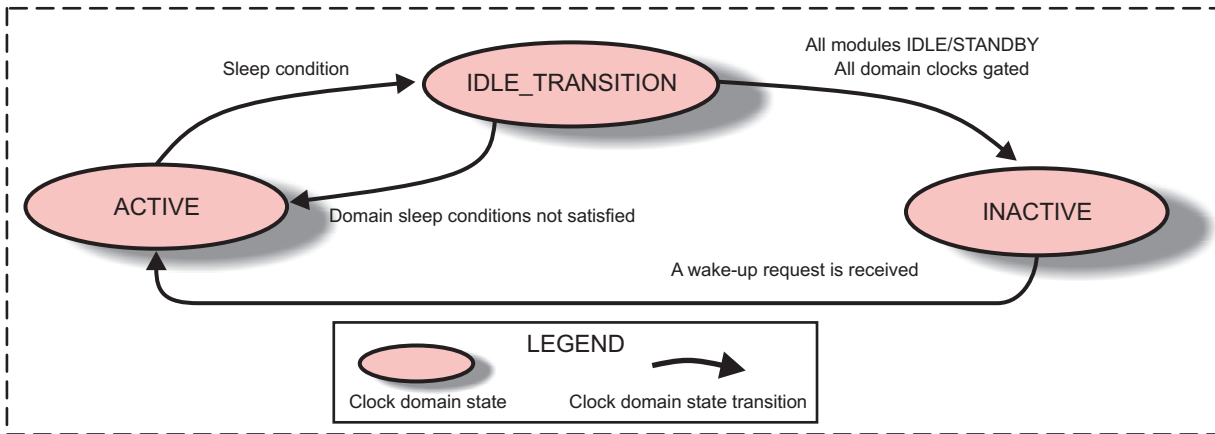 All modules IDLE/STANDBY
All domain clocks gated
Sleep condition
IDLE_TRANSITION
ACTIVE
Domain sleep conditions not satisfied
INACTIVE
A wake-up request is received
LEGEND
Clock domain state
Clock domain state transition